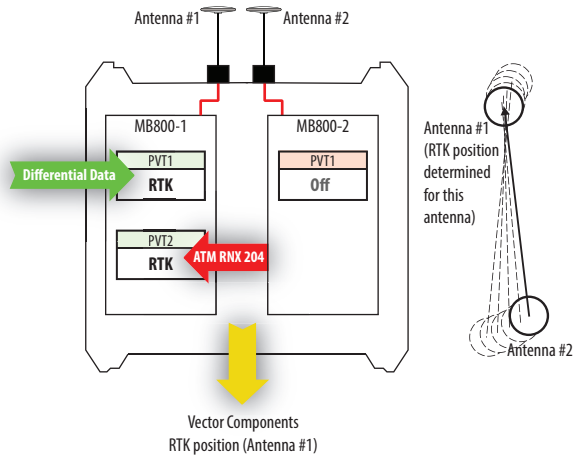 Antenna #1
Antenna #2
MB800-1
MB800-2
PVT1
RTK
PVT1
Off
Differential Data
PVT2
RTK
ATM RNX 204
Antenna #1
(RTK position
determined
for this
antenna)
Antenna #2
Vector Components
RTK position (Antenna #1)